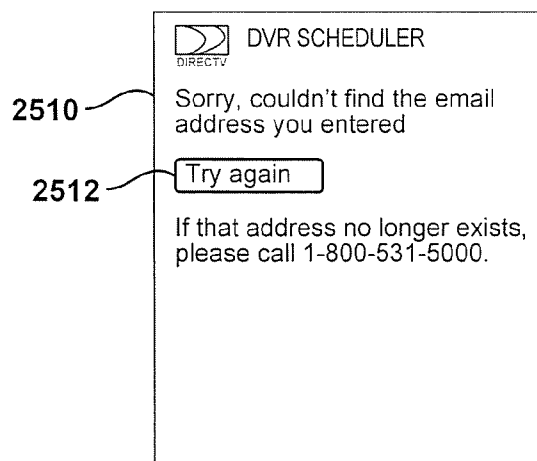 DIRECTV
DVR SCHEDULER
2510
Sorry, couldn't find the email
address you entered
2512
Try again
If that address no longer exists,
please call 1-800-531-5000.